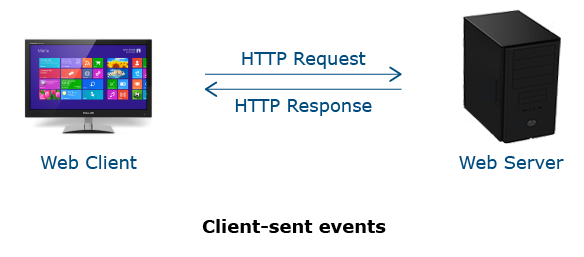 HTTP Request
HTTP Response
Web Client
Web Server
Client-sent events